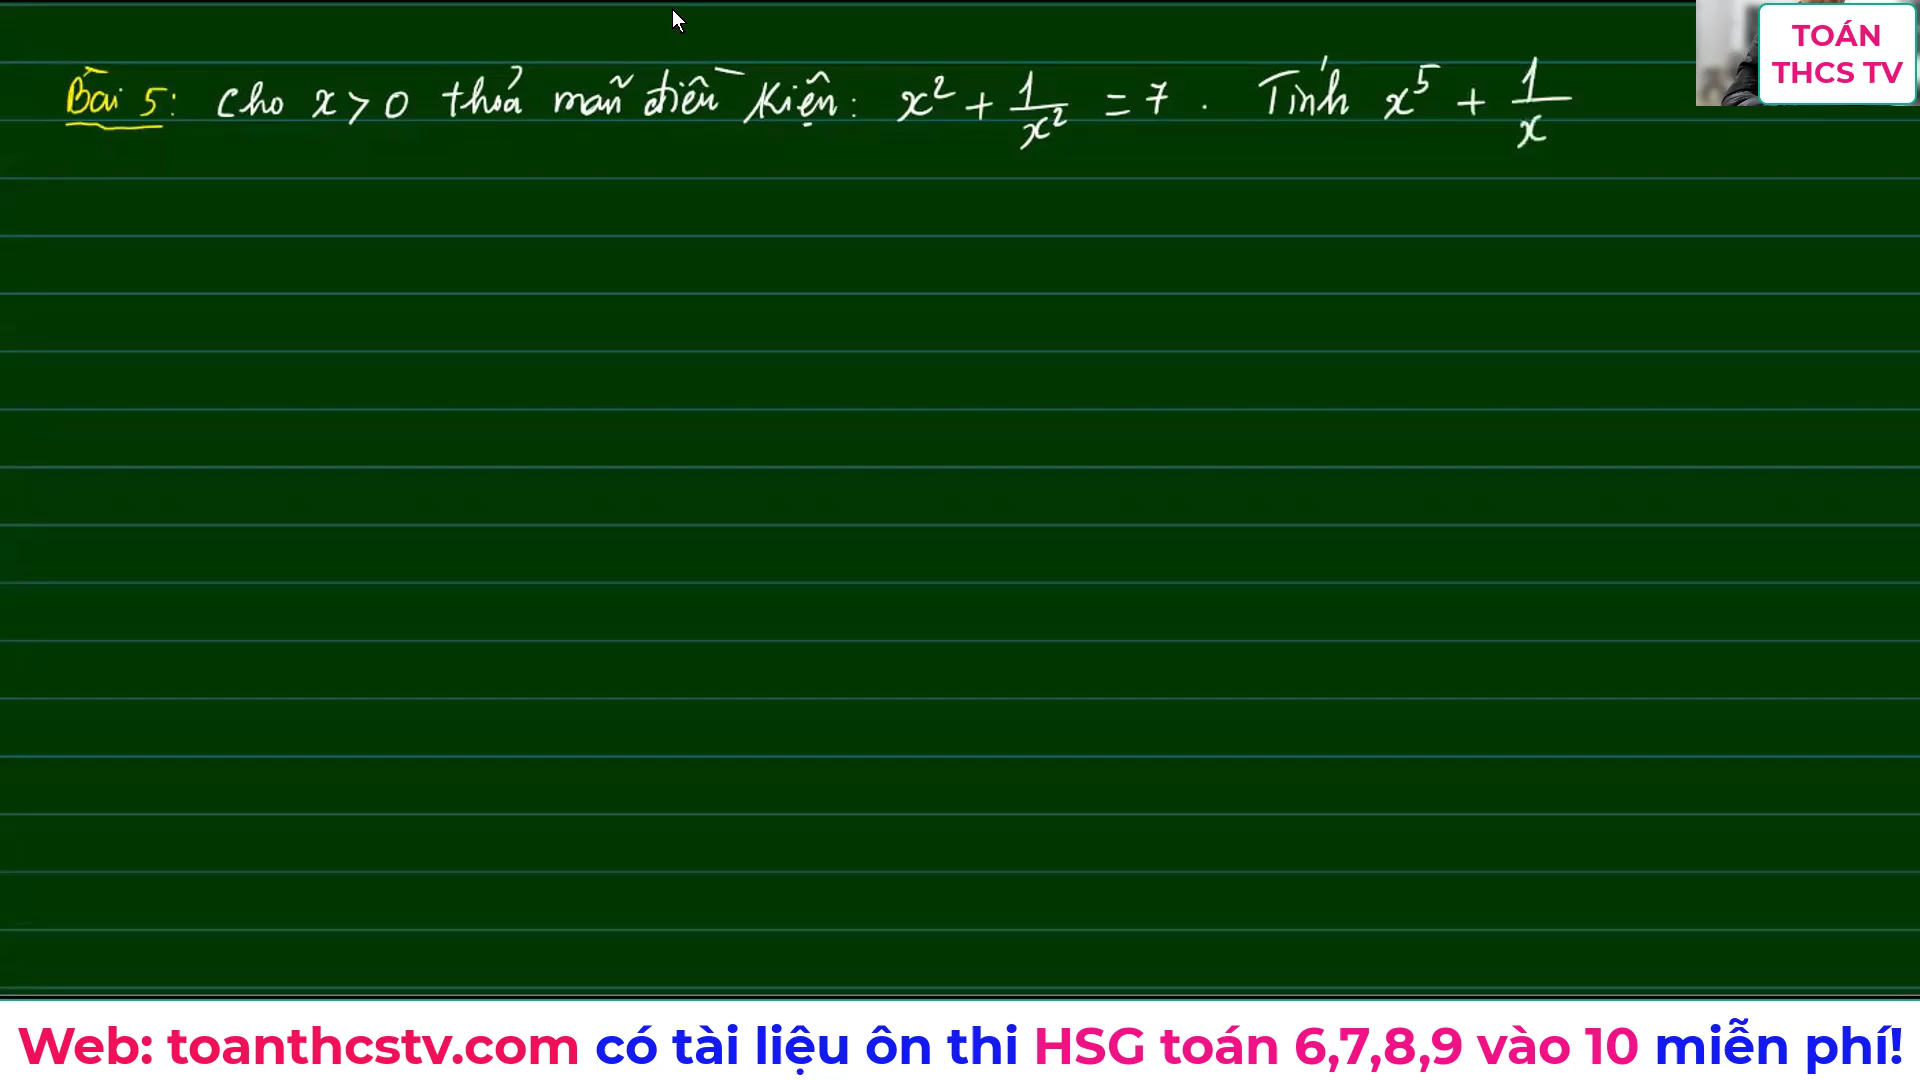 Bài 5: Cho x > 0 thoả mãn điều kiện: x² + 1/x² = 7 . Tính x⁵ + 1/x
TOÁN
THCS TV
Web: toanthcstv.com có tài liệu ôn thi HSG toán 6,7,8,9 vào 10 miễn phí!